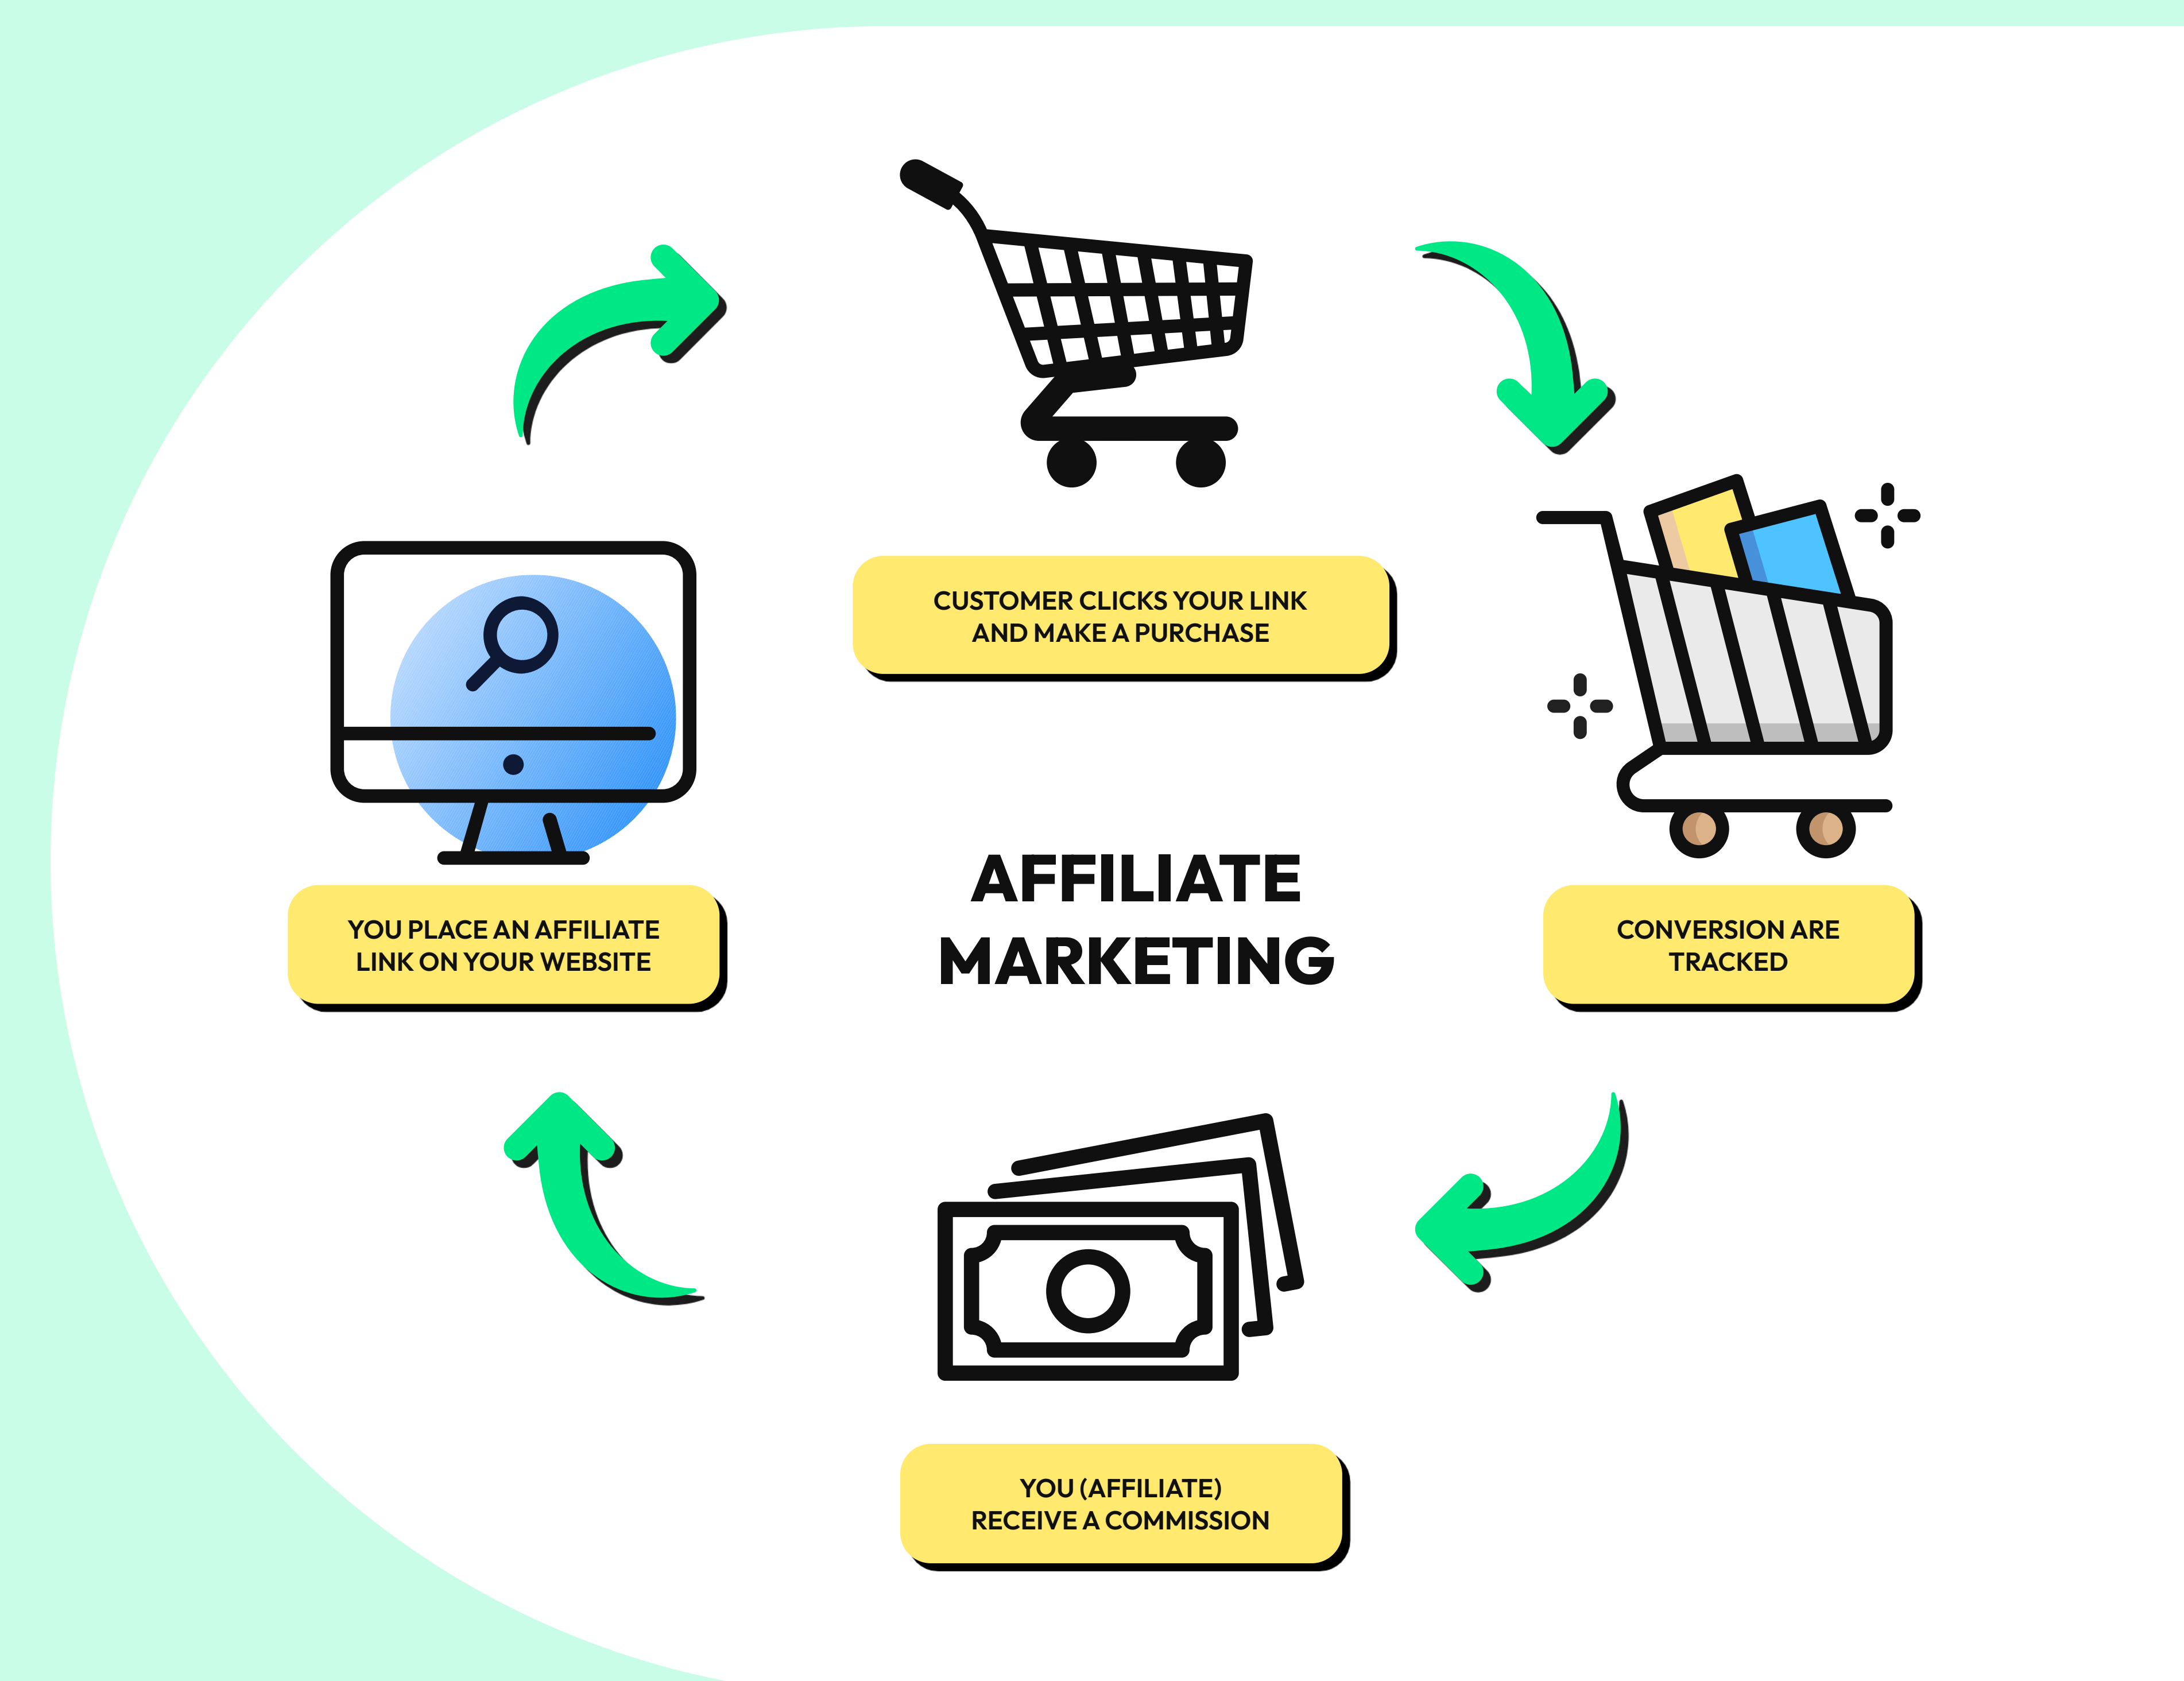 CUSTOMER CLICKS YOUR LINK
AND MAKE A PURCHASE
YOU PLACE AN AFFILIATE
LINK ON YOUR WEBSITE
AFFILIATE
MARKETING
CONVERSION ARE
TRACKED
YOU (AFFILIATE)
RECEIVE A COMMISSION